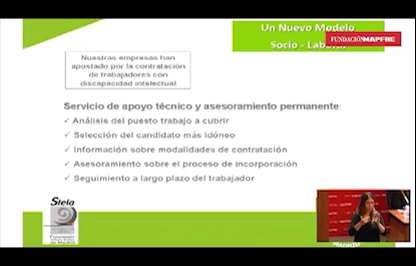 Un Nuevo Modelo
Socio - Laboral
FUNDACIÓN MAPFRE
Nuestras empresas han
apostado por la contratación
de trabajadores con
discapacidad intelectual
Servicio de apoyo técnico y asesoramiento permanente:
✓ Análisis del puesto trabajo a cubrir
✓ Selección del candidato más idóneo
✓ Información sobre modalidades de contratación
✓ Asesoramiento sobre el proceso de incorporación
✓ Seguimiento a largo plazo del trabajador
Stela